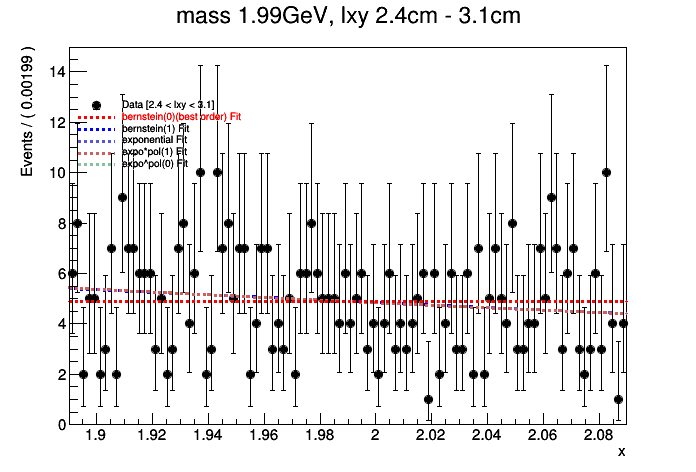 mass 1.99GeV, lxy 2.4cm - 3.1cm
Events / ( 0.00199 )
14
12
10
8
6
4
2
0
Data [2.4 < lxy < 3.1]
bernstein(0)(best order) Fit
bernstein(1) Fit
exponential Fit
expo*pol(1) Fit
expo^pol(0) Fit
1.9 1.92 1.94 1.96 1.98 2 2.02 2.04 2.06 2.08
x